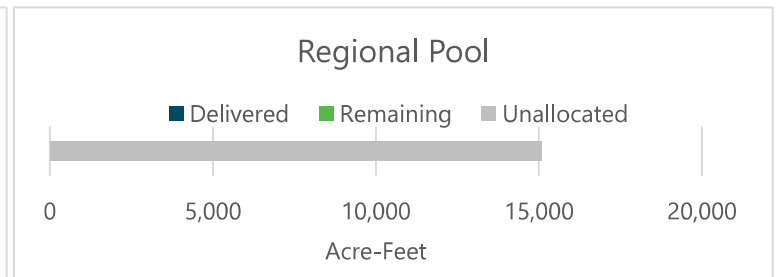 Regional Pool
Delivered Remaining Unallocated
0 5,000 10,000 15,000 20,000
Acre-Feet